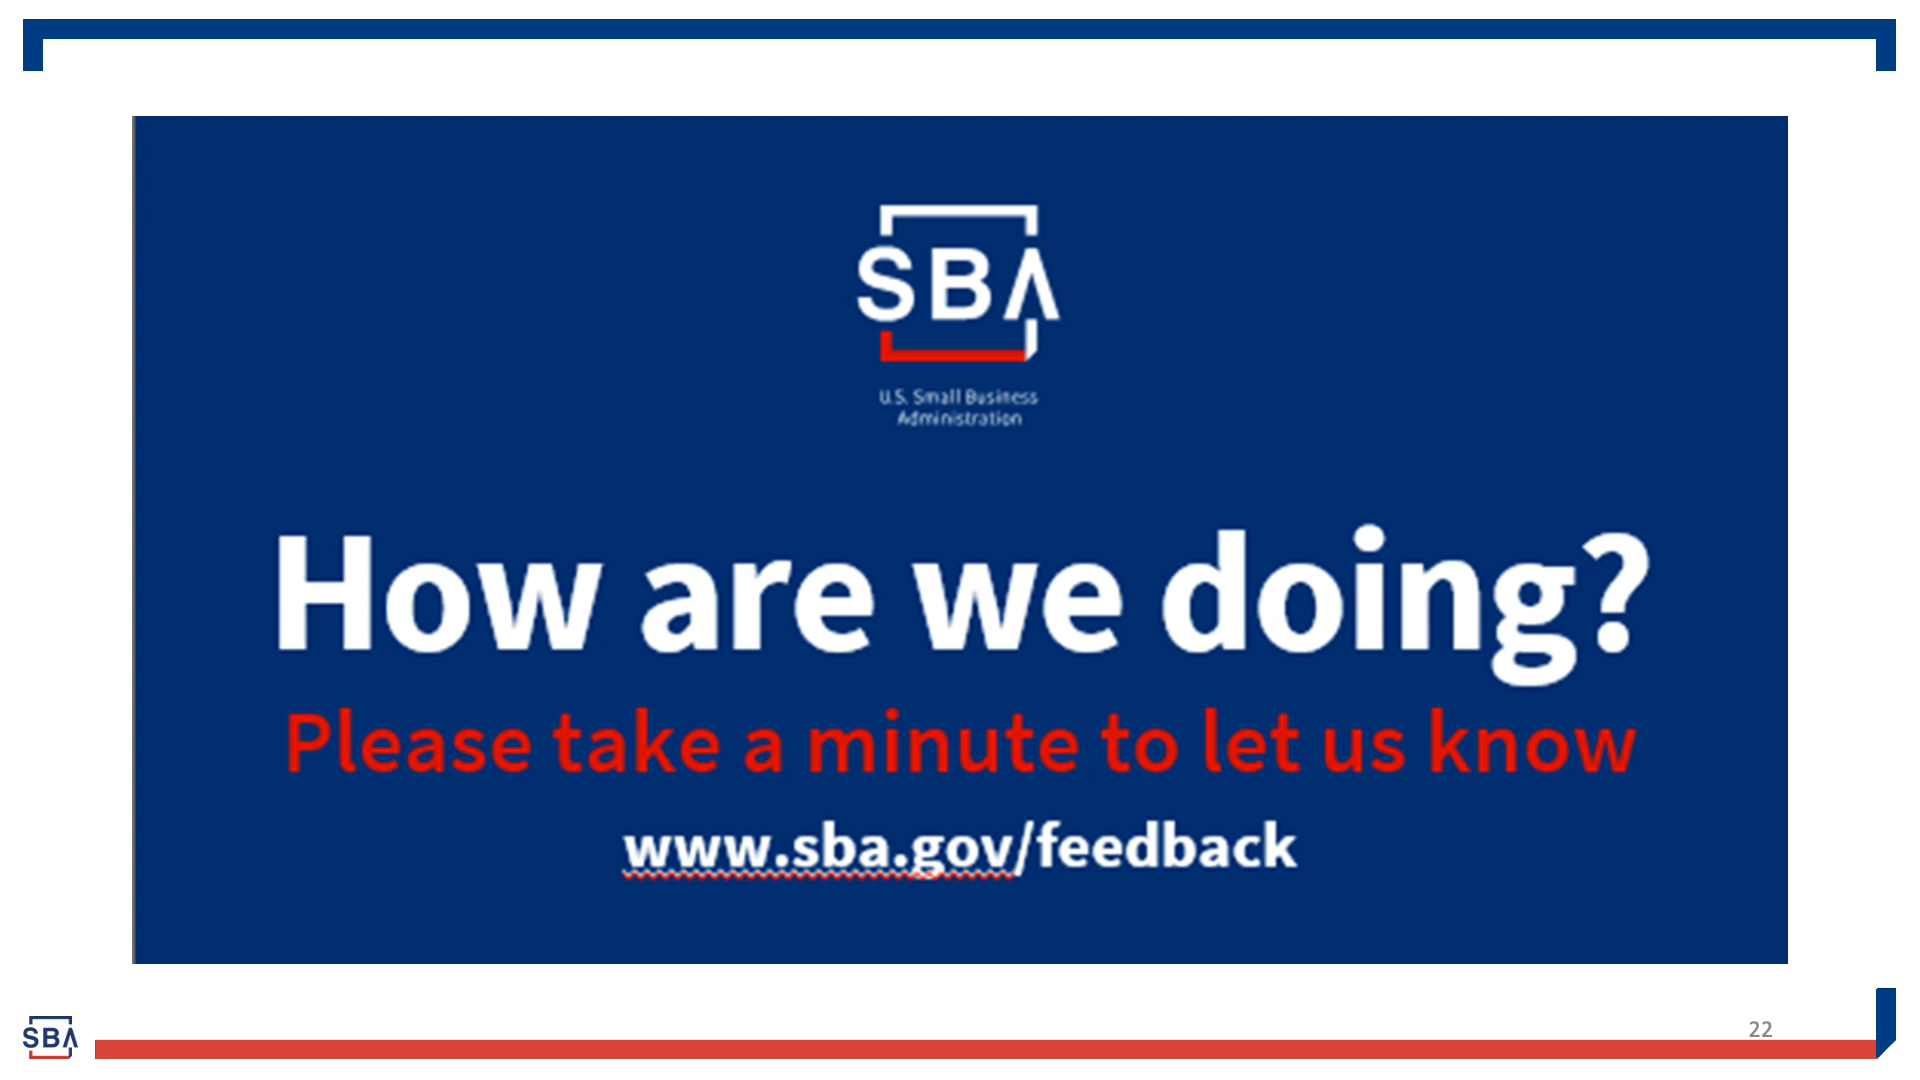 SBA
U.S. Small Business
Administration
How are we doing?
Please take a minute to let us know
www.sba.gov/feedback
SBA
22